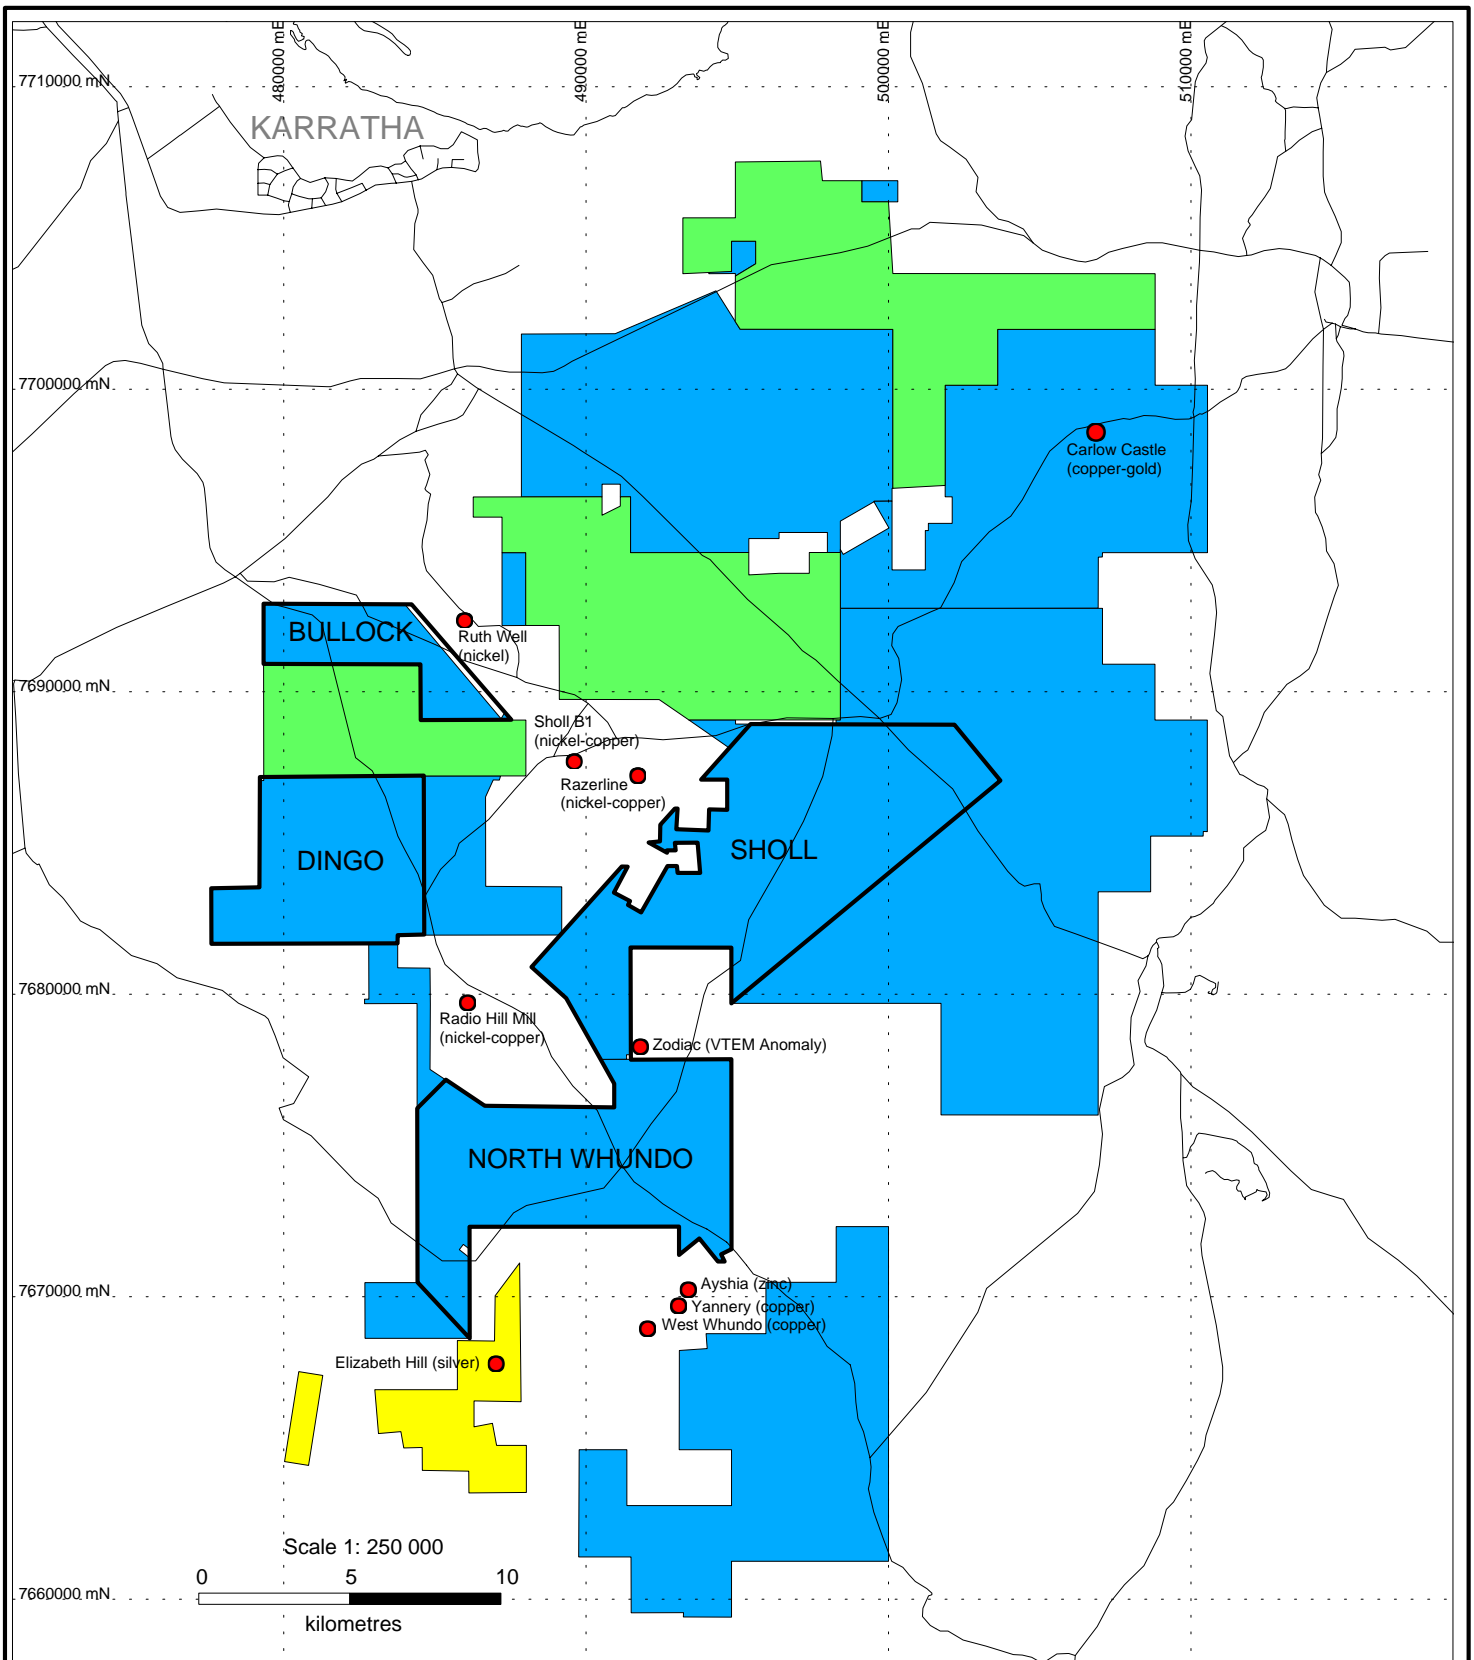 480000 mE
490000 mE
500000 mE
510000 mE
7710000 mN
KARRATHA
7700000 mN
Carlow Castle
(copper-gold)
BULLOCK
Ruth Well
(nickel)
7690000 mN
Sholl B1
(nickel-copper)
Razerline
(nickel-copper)
SHOLL
DINGO
7680000 mN
Radio Hill Mill
(nickel-copper)
Zodiac (VTEM Anomaly)
NORTH WHUNDO
7670000 mN
Ayshia (zinc)
Yannery (copper)
West Whundo (copper)
Elizabeth Hill (silver)
Scale 1: 250 000
0 5 10
7660000 mN
kilometres